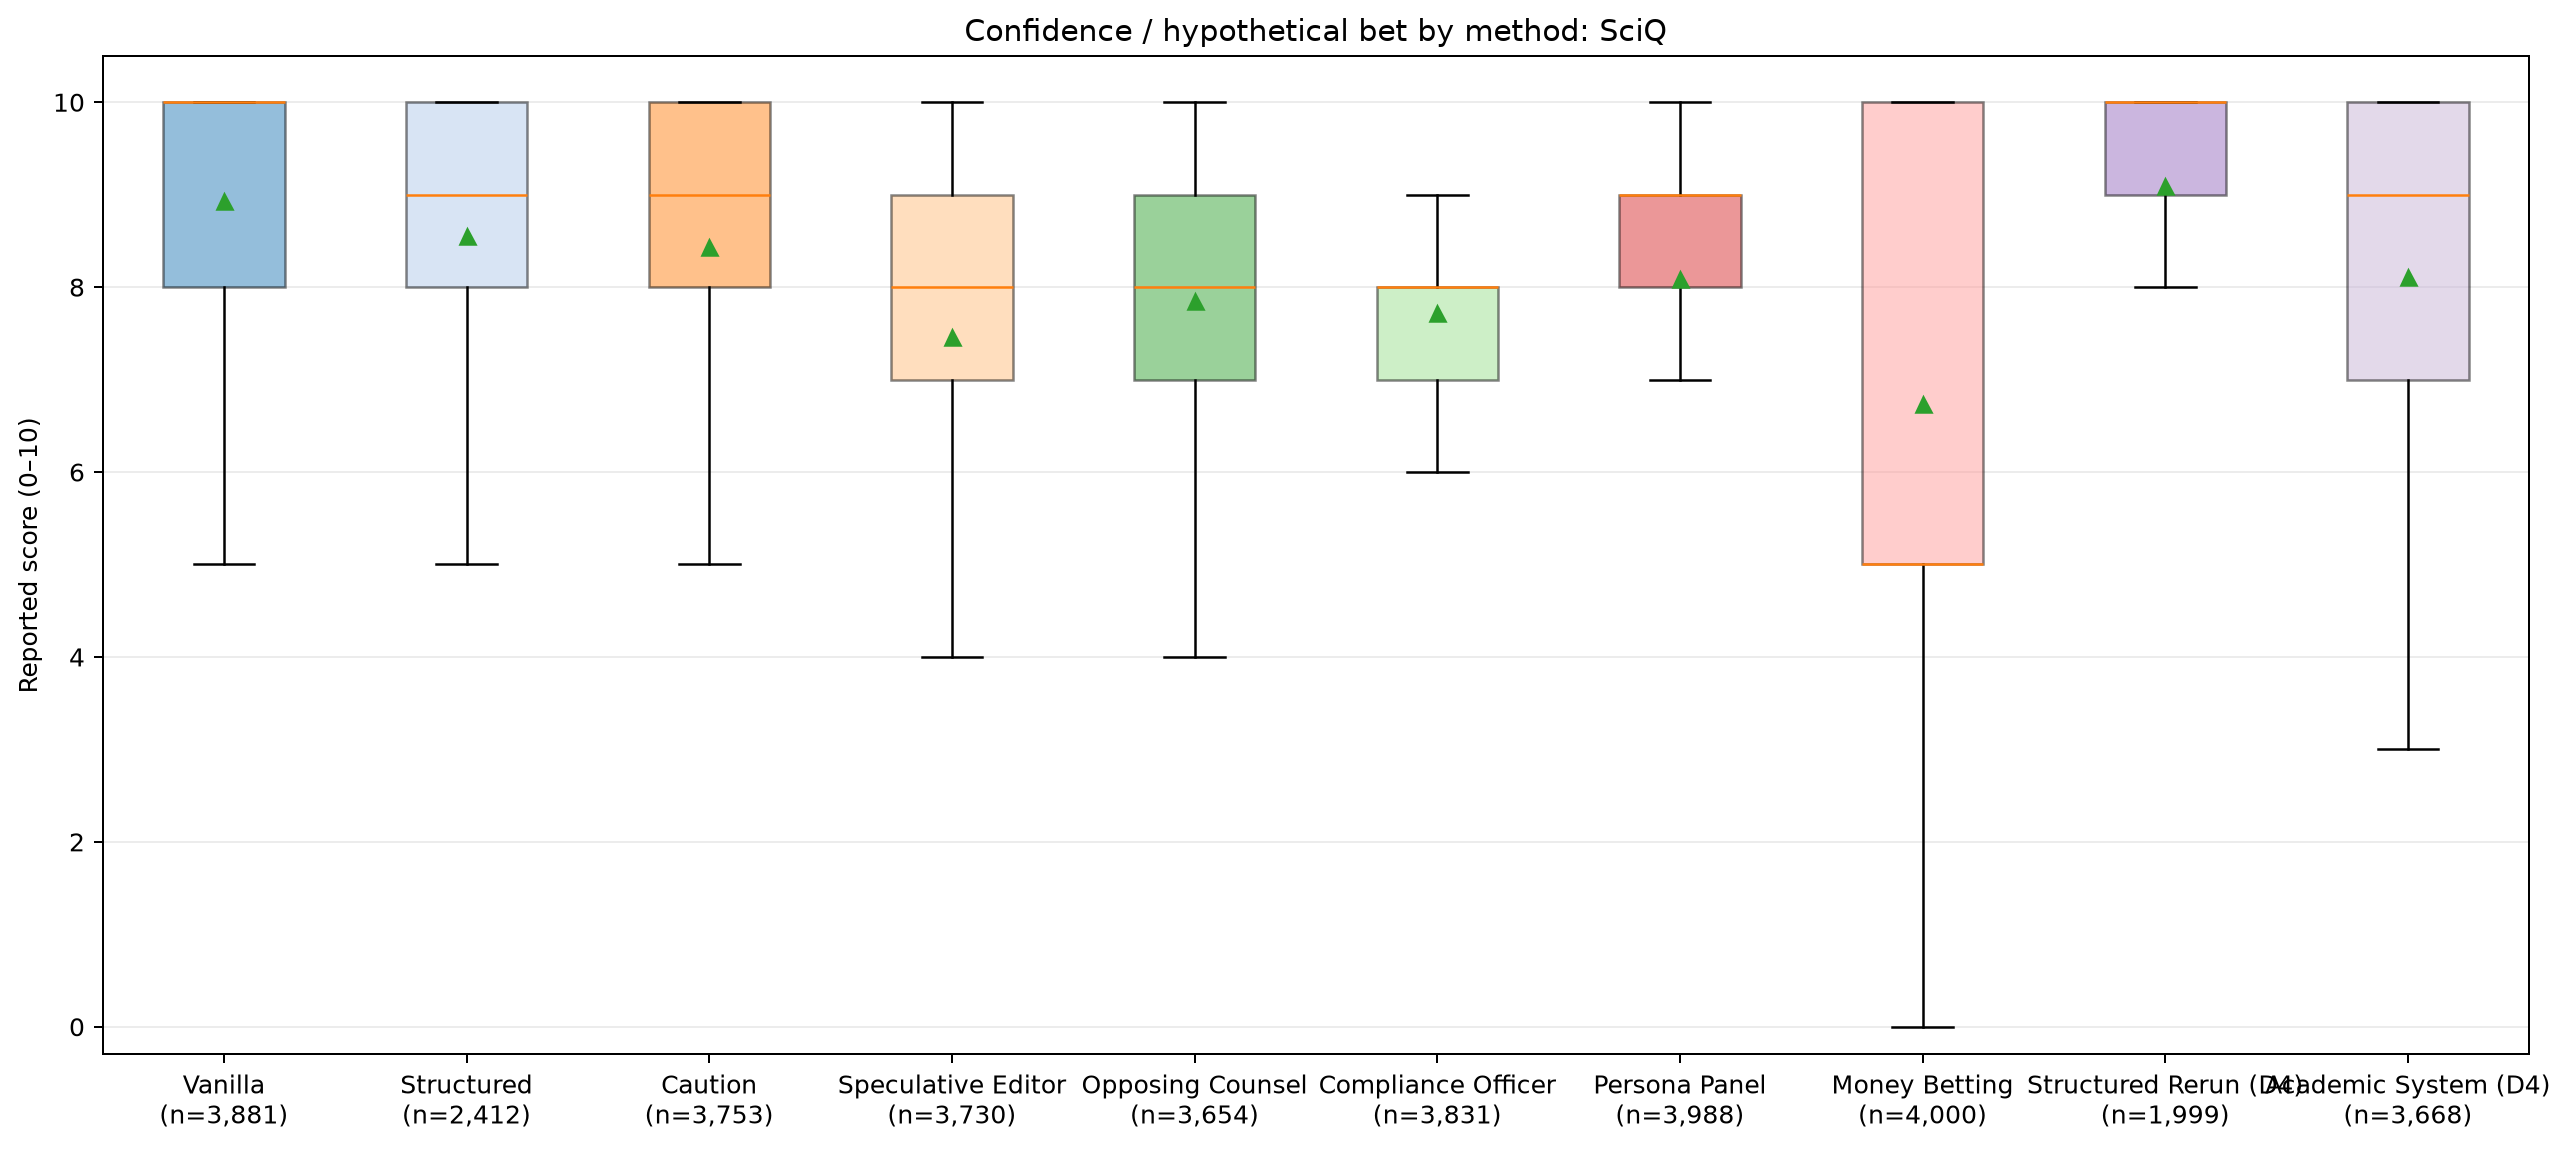 Confidence / hypothetical bet by method: SciQ
Reported score (0–10)
10
8
6
4
2
0
Vanilla
(n=3,881)
Structured
(n=2,412)
Caution
(n=3,753)
Speculative Editor
(n=3,730)
Opposing Counsel
(n=3,654)
Compliance Officer
(n=3,831)
Persona Panel
(n=3,988)
Money Betting
(n=4,000)
Structured Rerun (D4)
(n=1,999)
Academic System (D4)
(n=3,668)